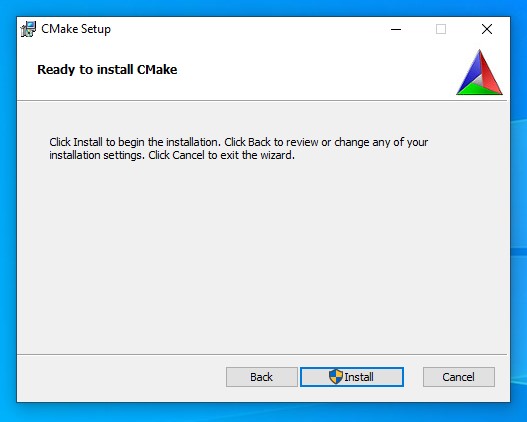 CMake Setup
Ready to install CMake
Click Install to begin the installation. Click Back to review or change any of your
installation settings. Click Cancel to exit the wizard.
Back
Install
Cancel